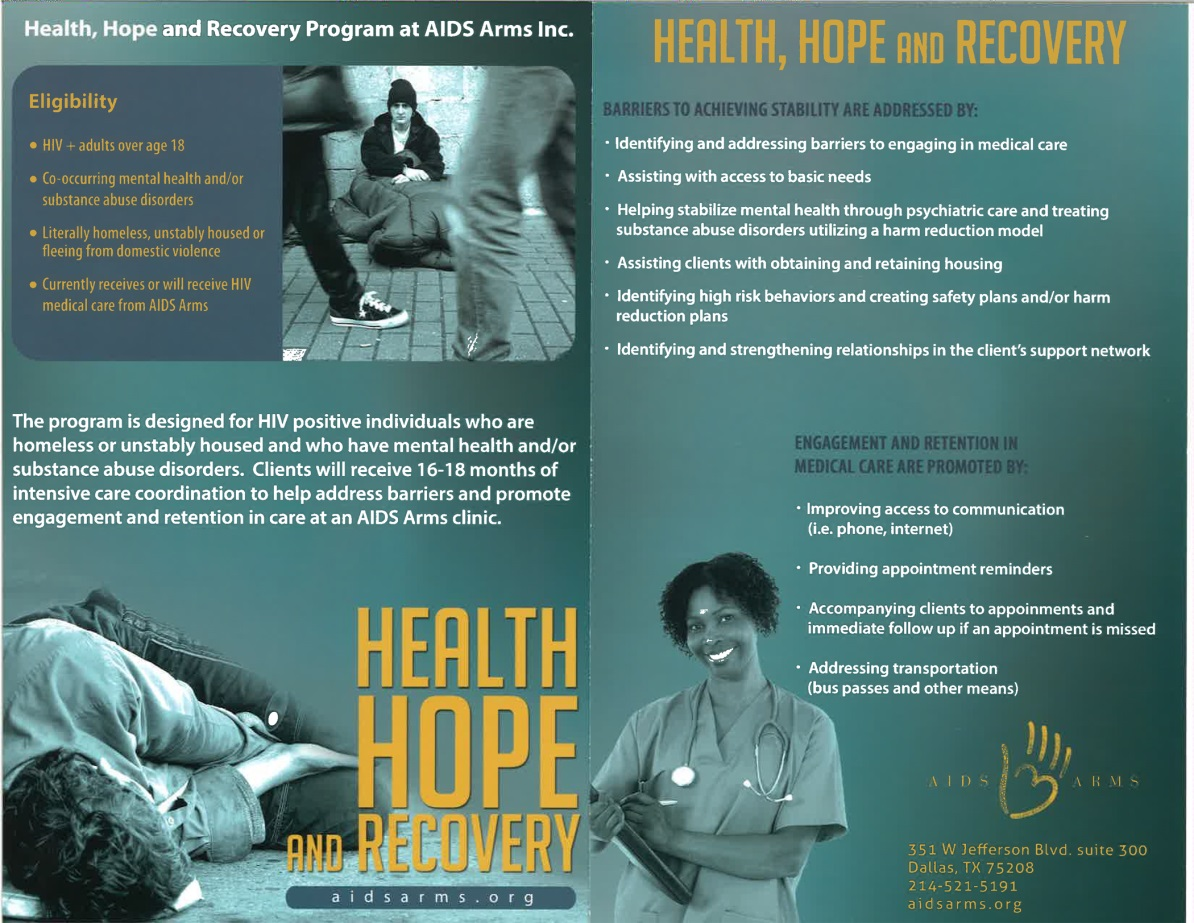 Health, Hope and Recovery Program at AIDS Arms Inc.
Eligibility
• HIV + adults over age 18
• Co-occurring mental health and/or
substance abuse disorders
• Literally homeless, unstably housed or
fleeing from domestic violence
• Currently receives or will receive HIV
medical care from AIDS Arms
The program is designed for HIV positive individuals who are
homeless or unstably housed and who have mental health and/or
substance abuse disorders. Clients will receive 16-18 months of
intensive care coordination to help address barriers and promote
engagement and retention in care at an AIDS Arms clinic.
HEALTH
HOPE
AND RECOVERY
aidsarms.org
HEALTH, HOPE AND RECOVERY
BARRIERS TO ACHIEVING STABILITY ARE ADDRESSED BY:
· Identifying and addressing barriers to engaging in medical care
· Assisting with access to basic needs
· Helping stabilize mental health through psychiatric care and treating
substance abuse disorders utilizing a harm reduction model
· Assisting clients with obtaining and retaining housing
· Identifying high risk behaviors and creating safety plans and/or harm
reduction plans
· Identifying and strengthening relationships in the client's support network
ENGAGEMENT AND RETENTION IN
MEDICAL CARE ARE PROMOTED BY:
· Improving access to communication
(i.e. phone, internet)
· Providing appointment reminders
· Accompanying clients to appoinments and
immediate follow up if an appointment is missed
· Addressing transportation
(bus passes and other means)
AIDS ARMS
351 W Jefferson Blvd. suite 300
Dallas, TX 75208
214-521-5191
aidsarms.org